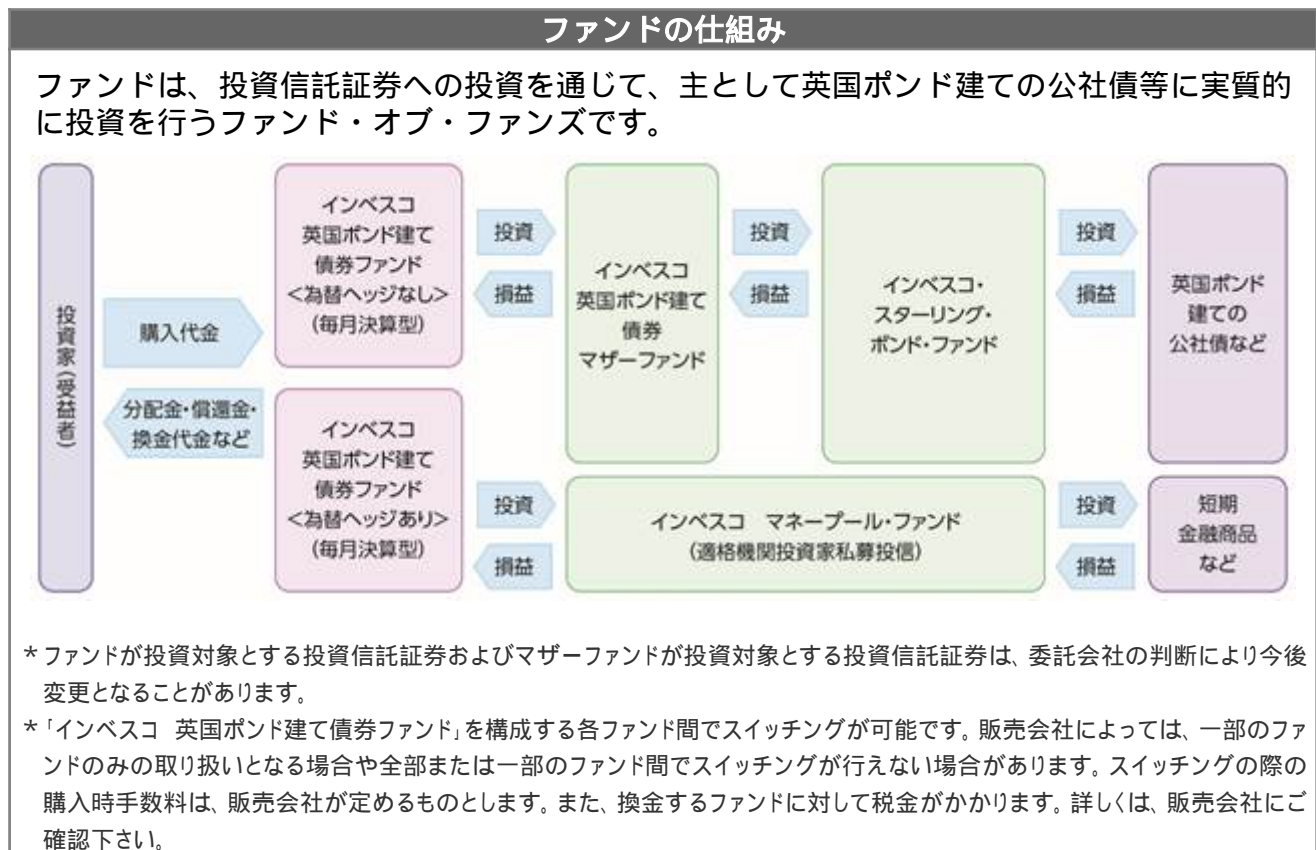 ファンドの仕組み
ファンドは、投資信託証券への投資を通じて、主として英国ポンド建ての公社債等に実質的
に投資を行うファンド・オブ・ファンズです。
投資家(受益者)
購入代金
分配金・償還金・
換金代金など
インベスコ
英国ポンド建て
債券ファンド
<為替ヘッジなし>
(毎月決算型)
投資
損益
インベスコ
英国ポンド建て
債券ファンド
<為替ヘッジあり>
(毎月決算型)
投資
損益
インベスコ
英国ポンド建て
債券
マザーファンド
投資
損益
インベスコ・
スターリング・
ボンド・ファンド
投資
損益
英国ポンド
建ての
公社債など
インベスコ マネープール・ファンド
(適格機関投資家私募投信)
投資
損益
短期
金融商品
など
*ファンドが投資対象とする投資信託証券およびマザーファンドが投資対象とする投資信託証券は、委託会社の判断により今後
変更となることがあります。
*「インベスコ 英国ポンド建て債券ファンド」を構成する各ファンド間でスイッチングが可能です。販売会社によっては、一部のファ
ンドのみの取り扱いとなる場合や全部または一部のファンド間でスイッチングが行えない場合があります。スイッチングの際の
購入時手数料は、販売会社が定めるものとします。また、換金するファンドに対して税金がかかります。詳しくは、販売会社にご
確認下さい。